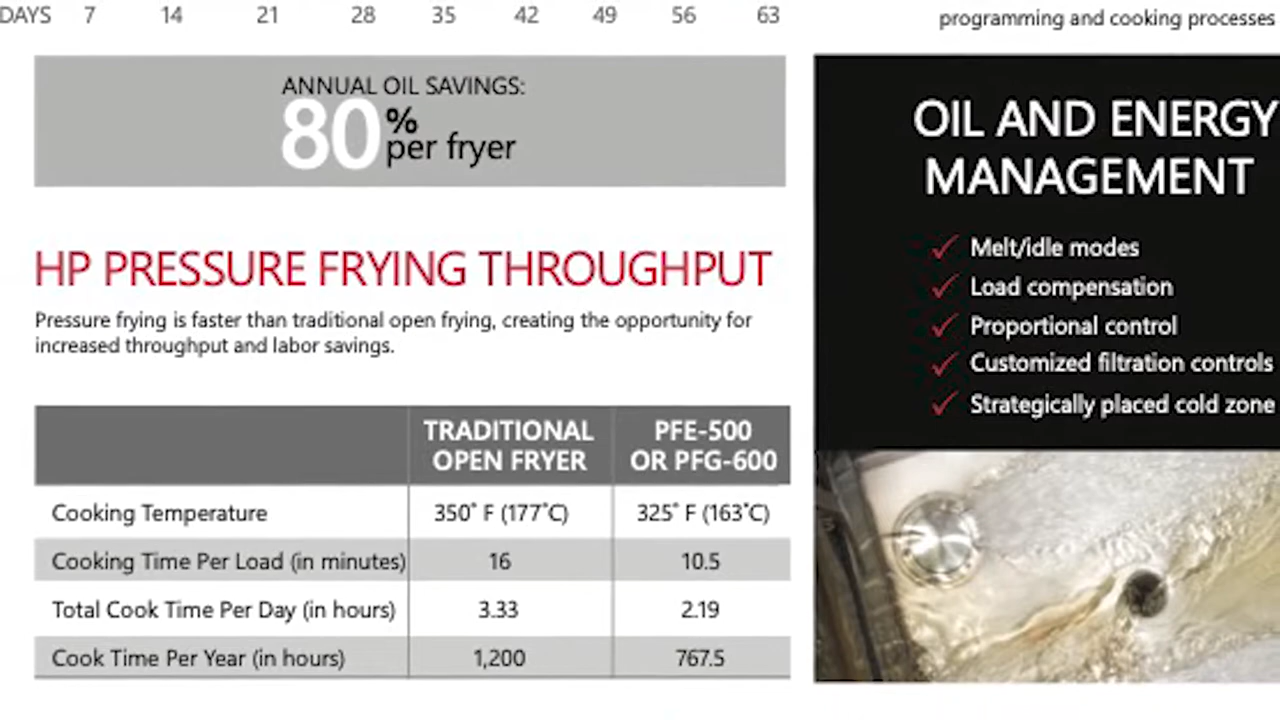 DAYS 7 14 21 28 35 42 49 56 63
ANNUAL OIL SAVINGS:
80%
per fryer
HP PRESSURE FRYING THROUGHPUT
Pressure frying is faster than traditional open frying, creating the opportunity for
increased throughput and labor savings.
TRADITIONAL OPEN FRYER PFE-500 OR PFG-600
Cooking Temperature 350˚ F (177˚C) 325˚ F (163˚C)
Cooking Time Per Load (in minutes) 16 10.5
Total Cook Time Per Day (in hours) 3.33 2.19
Cook Time Per Year (in hours) 1,200 767.5
programming and cooking processes
OIL AND ENERGY
MANAGEMENT
✓ Melt/idle modes
✓ Load compensation
✓ Proportional control
✓ Customized filtration controls
✓ Strategically placed cold zone